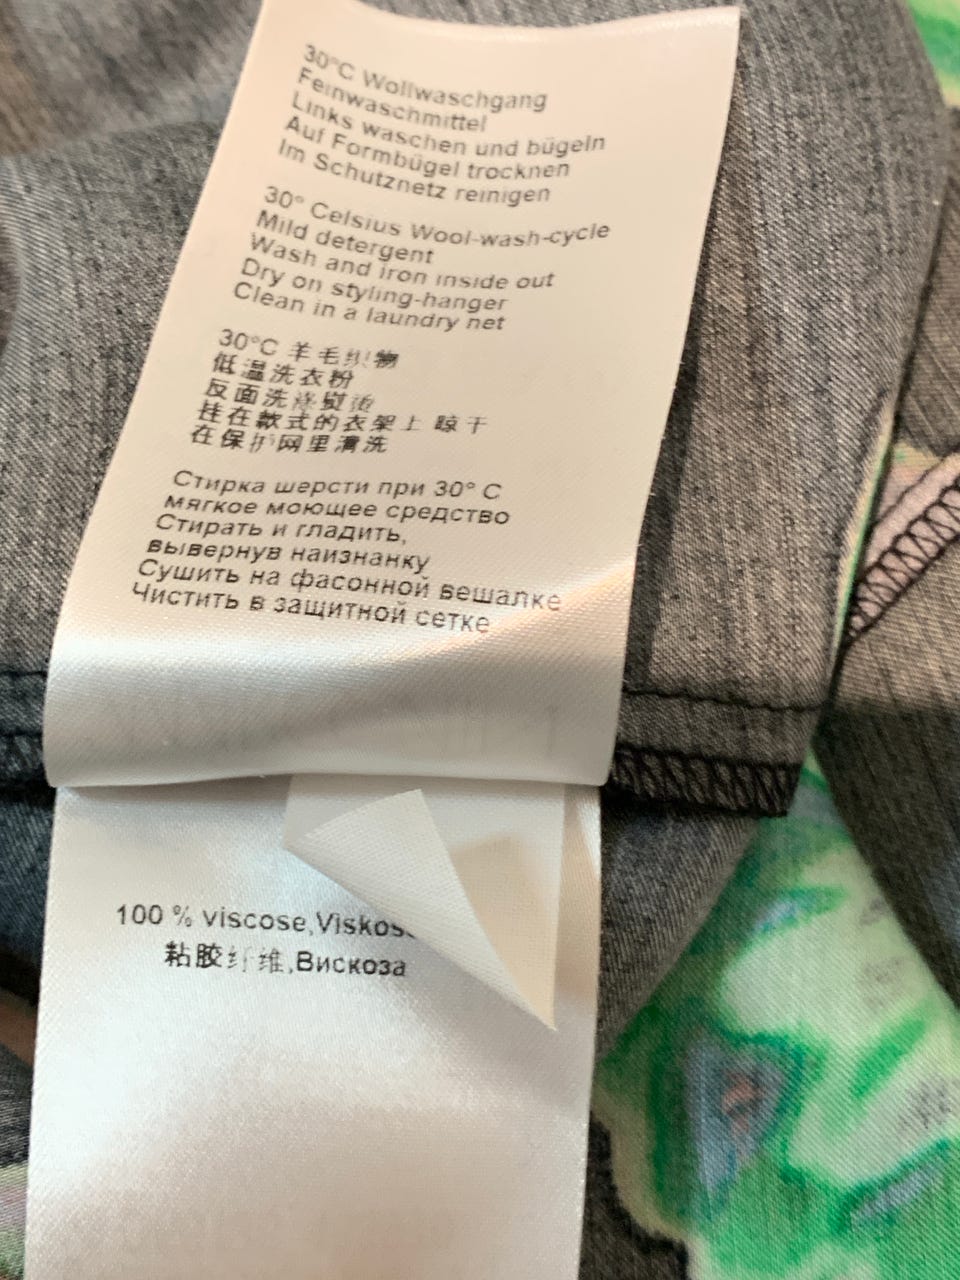 30°C Wollwaschgang
Feinwaschmittel
Links waschen und bügeln
Auf Formbügel trocknen
Im Schutznetz reinigen
30° Celsius Wool-wash-cycle
Mild detergent
Wash and iron inside out
Dry on styling-hanger
Clean in a laundry net
30°C 羊毛织物
低温洗衣粉
反面洗涤熨烫
挂在款式的衣架上 晾干
在保护网里清洗
Стирка шерсти при 30° С
мягкое моющее средство
Стирать и гладить,
вывернув наизнанку
Сушить на фасонной вешалке
Чистить в защитной сетке
100 % viscose,Viskos
粘胶纤维,Вискоза